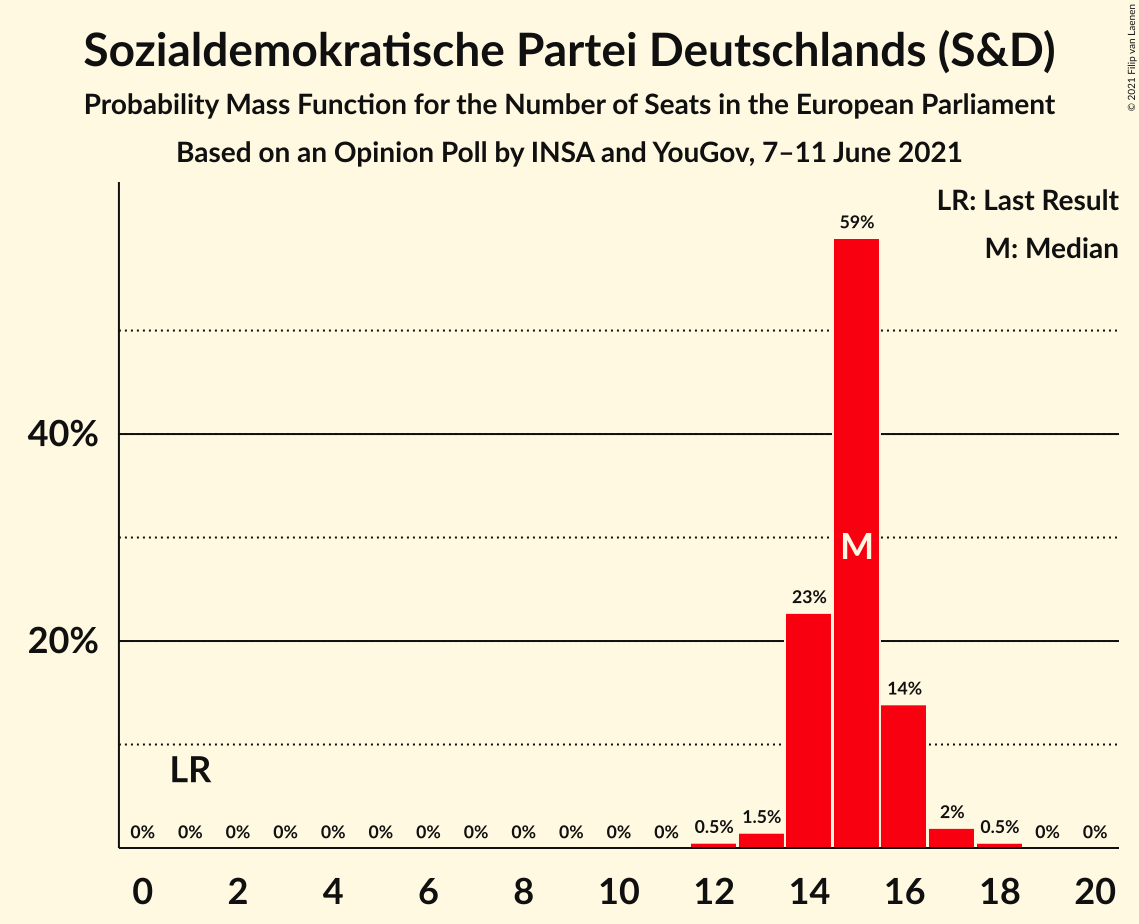 Sozialdemokratische Partei Deutschlands (S&D)
Probability Mass Function for the Number of Seats in the European Parliament
Based on an Opinion Poll by INSA and YouGov, 7–11 June 2021
© 2021 Filip van Laenen
LR: Last Result
M: Median
59%
40%
M
23%
20%
14%
LR
0% 0% 0% 0% 0% 0% 0% 0% 0% 0% 0% 0% 0.5% 1.5% 2% 0.5% 0% 0%
0 2 4 6 8 10 12 14 16 18 20